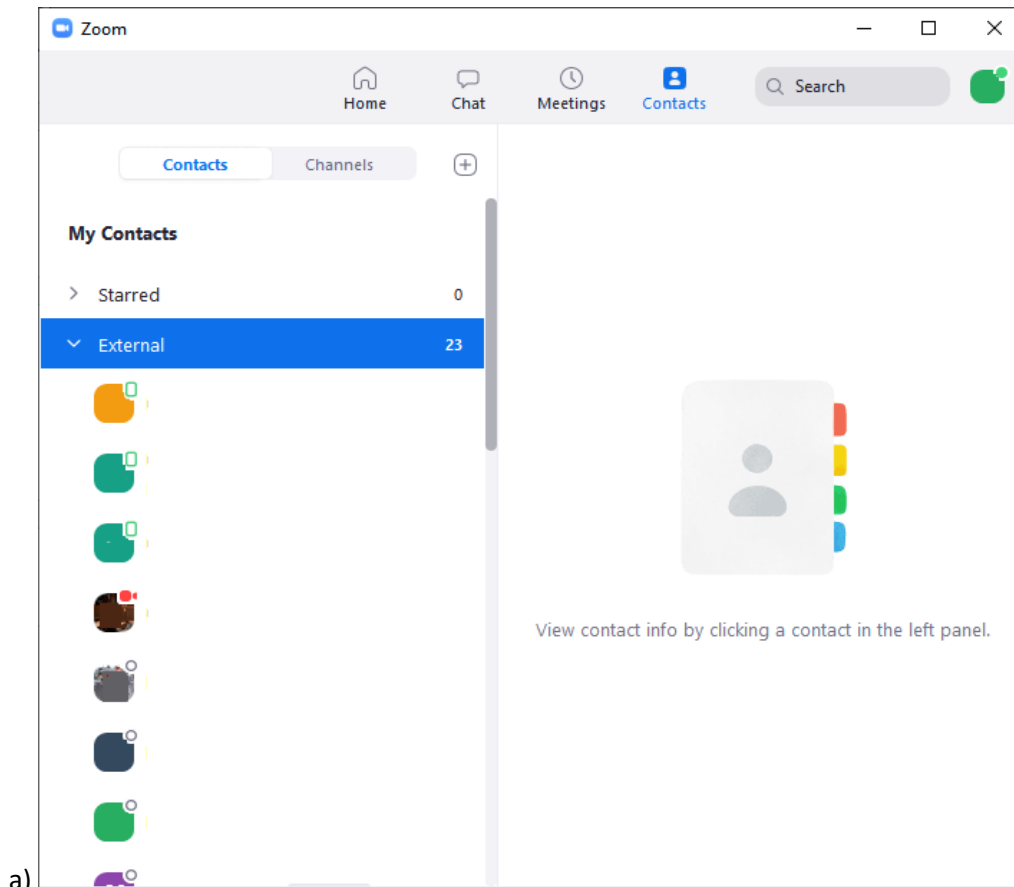 Zoom
Home Chat Meetings Contacts Search
Contacts Channels
My Contacts
Starred 0
External 23
View contact info by clicking a contact in the left panel.
a)